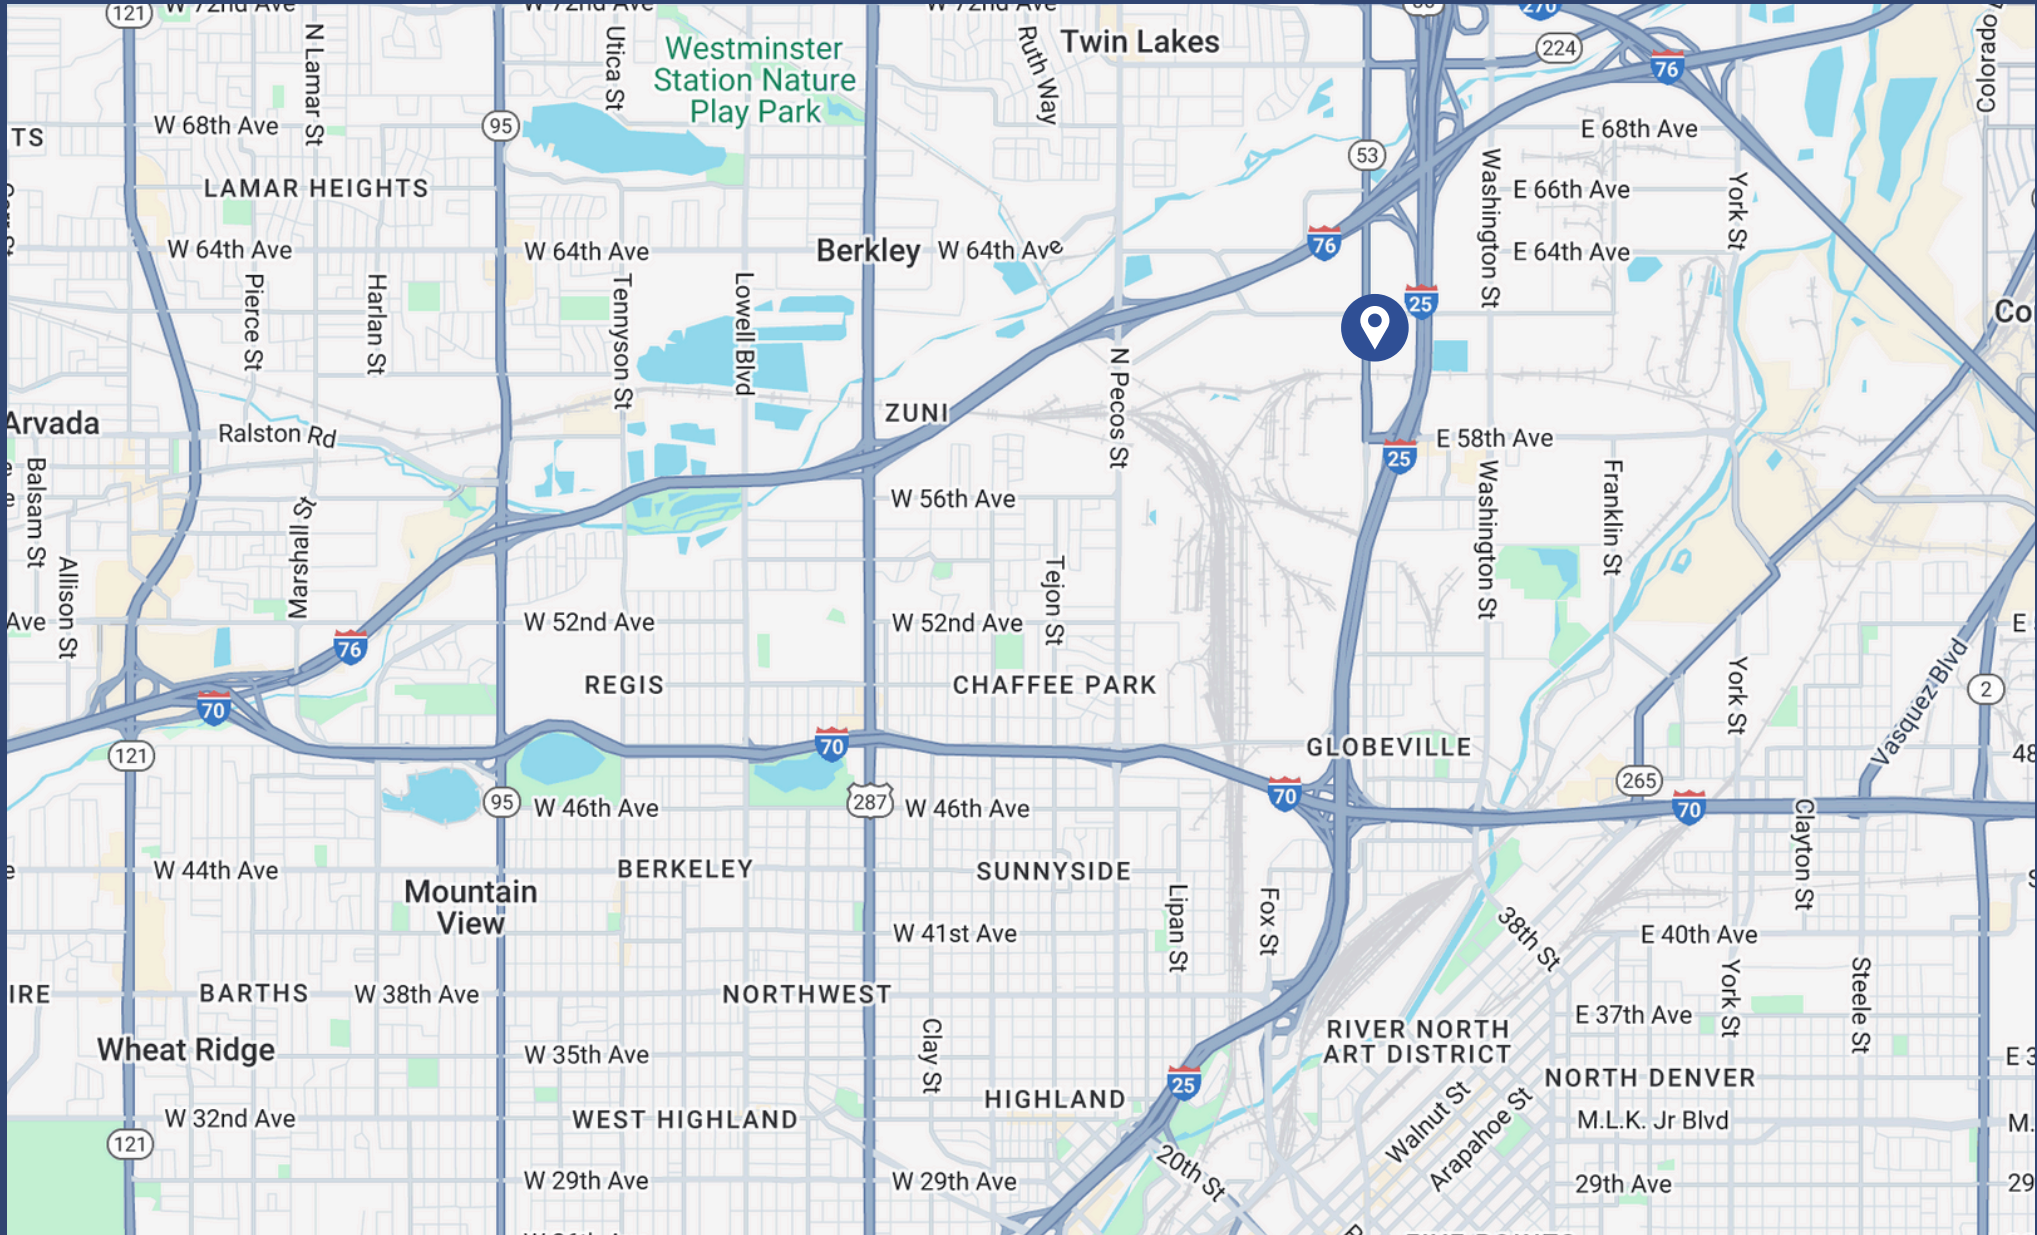 121
W 72nd Ave
W 72nd Ave
W 72nd Ave
270
Twin Lakes
224
76
Colorado
Westminster
Station Nature
Play Park
N Lamar St
Utica St
Ruth Way
TS
W 68th Ave
95
E 68th Ave
53
LAMAR HEIGHTS
Washington St
E 66th Ave
York St
W 64th Ave
W 64th Ave
Berkley
W 64th Ave
76
E 64th Ave
Pierce St
Harlan St
Tennyson St
Lowell Blvd
25
Co
N Pecos St
Arvada
Ralston Rd
ZUNI
E 58th Ave
25
Balsam St
Marshall St
W 56th Ave
Washington St
Franklin St
Allison St
Tejon St
Ave
W 52nd Ave
W 52nd Ave
E
76
REGIS
CHAFFEE PARK
York St
Vasquez Blvd
2
70
121
70
GLOBEVILLE
48
265
70
95
W 46th Ave
287
W 46th Ave
70
Clayton St
W 44th Ave
BERKELEY
SUNNYSIDE
Mountain
View
Lipan St
Fox St
38th St
W 41st Ave
E 40th Ave
IRE
BARTHS
W 38th Ave
NORTHWEST
York St
Steele St
E 37th Ave
Wheat Ridge
W 35th Ave
Clay St
RIVER NORTH
ART DISTRICT
E 3
25
NORTH DENVER
HIGHLAND
W 32nd Ave
WEST HIGHLAND
Walnut St
Arapahoe St
M.L.K. Jr Blvd
M.
121
20th St
W 29th Ave
W 29th Ave
29th Ave
29